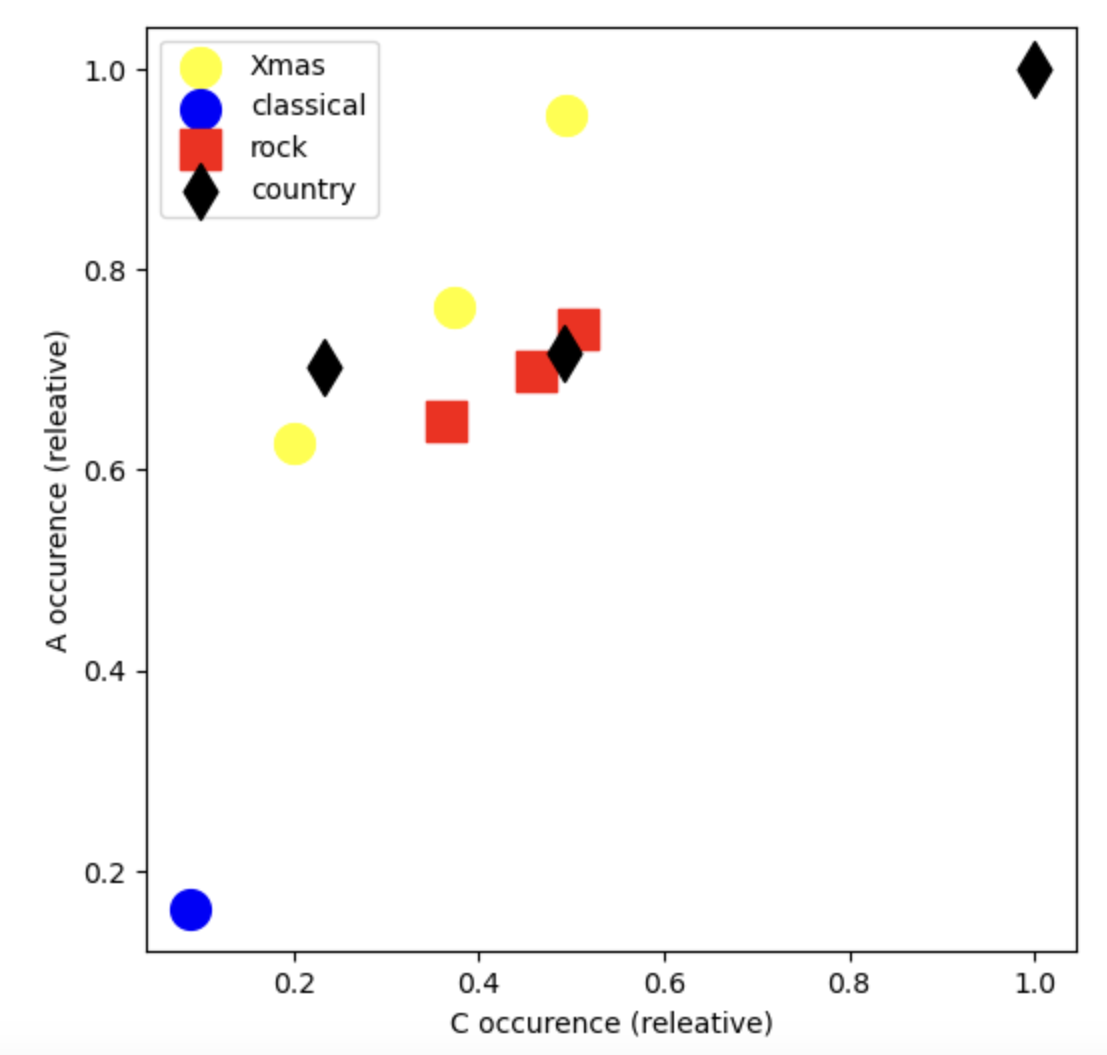 Xmas
classical
rock
country
1.0
0.8
0.6
0.4
0.2
A occurence (releative)
0.2 0.4 0.6 0.8 1.0
C occurence (releative)